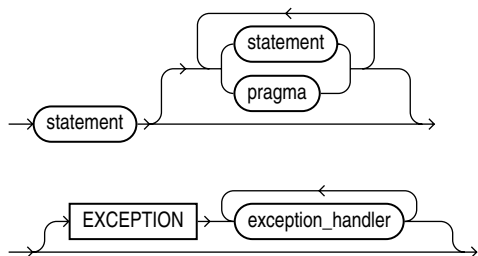 statement
pragma
statement
EXCEPTION
exception_handler